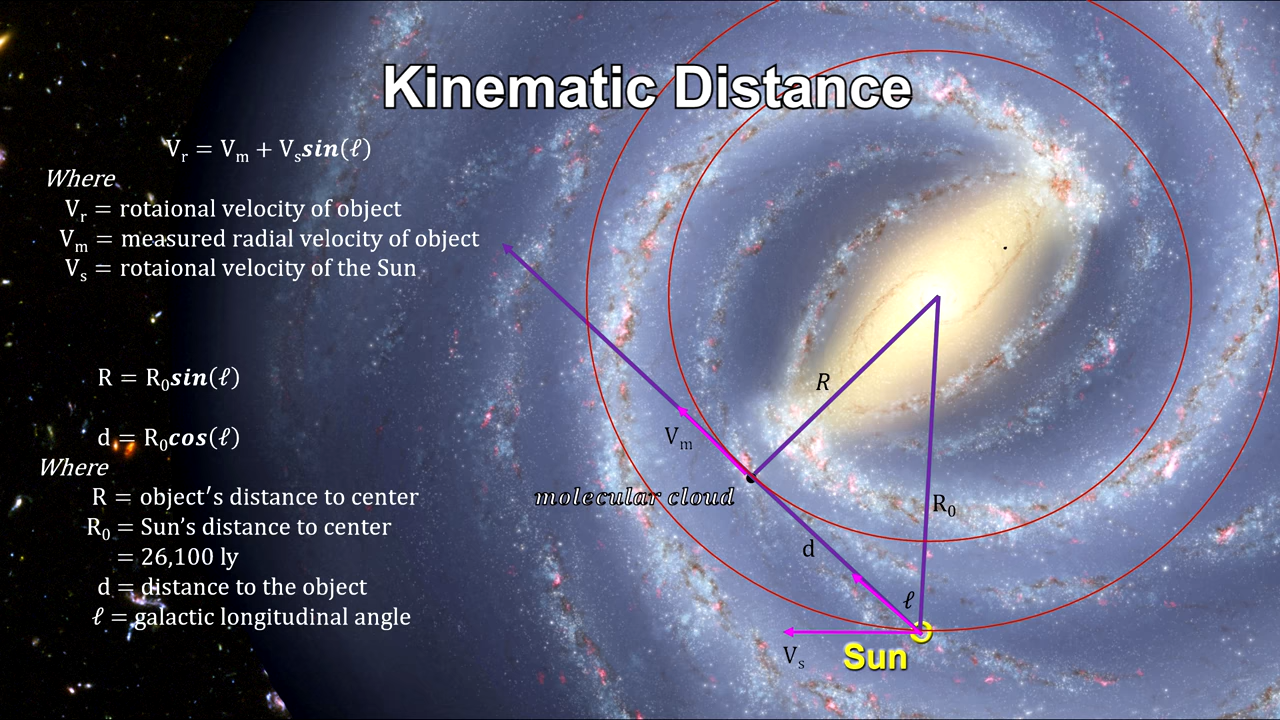 Kinematic Distance
Vᵣ = Vₘ + Vₛsin(ℓ)
Where
Vᵣ = rotaional velocity of object
Vₘ = measured radial velocity of object
Vₛ = rotaional velocity of the Sun
R = R₀sin(ℓ)
d = R₀cos(ℓ)
Where
R = object′s distance to center
R₀ = Sun’s distance to center
= 26,100 ly
d = distance to the object
ℓ = galactic longitudinal angle
R
Vₘ
molecular cloud
R₀
d
ℓ
Vₛ
Sun